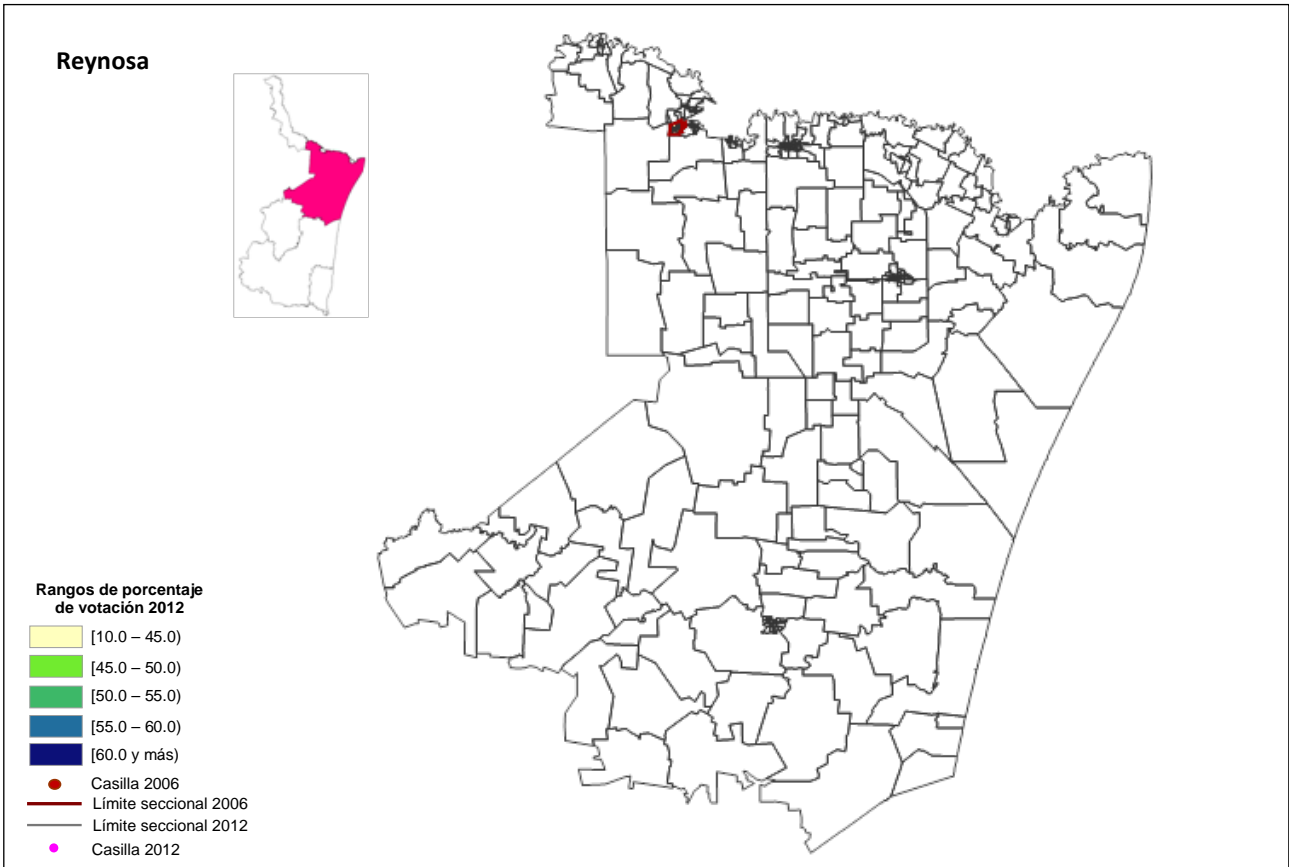 Reynosa
Rangos de porcentaje
de votación 2012
[10.0 – 45.0)
[45.0 – 50.0)
[50.0 – 55.0)
[55.0 – 60.0)
[60.0 y más)
Casilla 2006
Límite seccional 2006
Límite seccional 2012
Casilla 2012